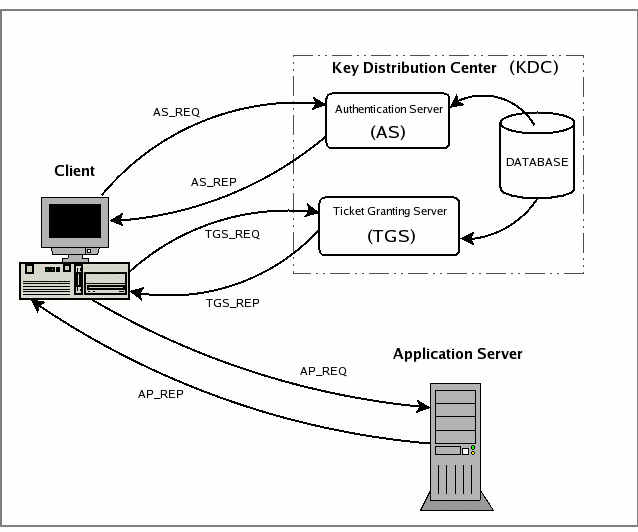 Key Distribution Center (KDC)
Authentication Server
(AS)
AS_REQ
DATABASE
Client
AS_REP
Ticket Granting Server
(TGS)
TGS_REQ
TGS_REP
Application Server
AP_REQ
AP_REP